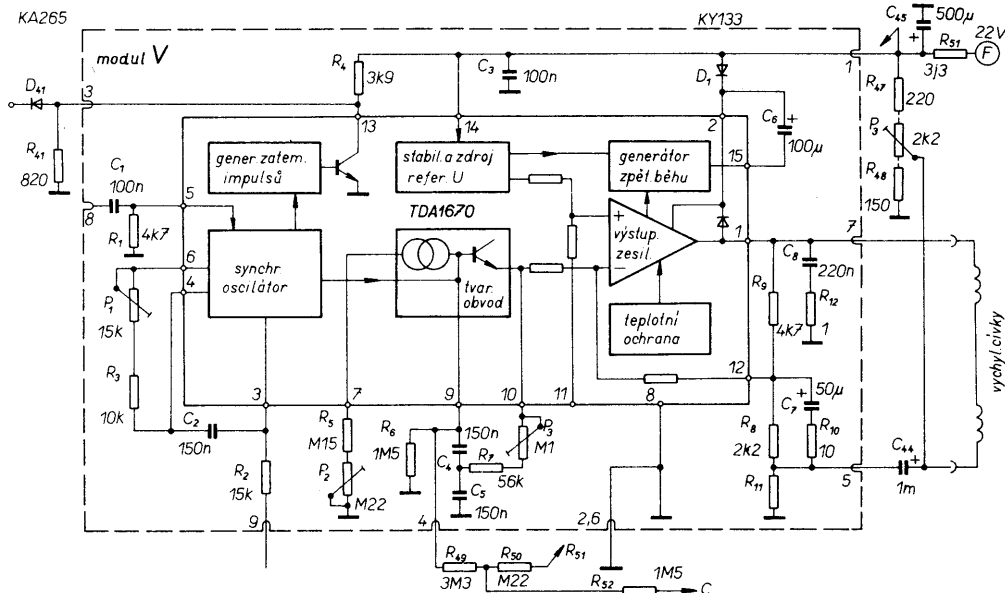 KA265
KY133
C45
500µ
+
22V
F
modul V
R4
3k9
C3
100n
D1
1
R51
3j3
D41
3
13
14
2
C6
+
100µ
R47
220
R41
820
gener. zatem.
impulsů
stabil. a zdroj
refer. U
generátor
zpět. běhu
15
P3
2k2
R48
150
C1
100n
8
5
R1
4k7
TDA1670
+
výstup.
zesil.
−
1
7
6
4
synchr.
oscilátor
tvar.
obvod
C8
220n
P1
15k
R9
4k7
R12
1
teplotní
ochrana
vychyl. cívky
R3
10k
12
3
7
9
10
11
8
C2
150n
R5
M15
R6
1M5
150n
C4
P3
M1
C7
50µ
+
R8
2k2
R10
10
R2
15k
P2
M22
R7
56k
C5
150n
R11
5
C44
+
1m
9
4
2,6
R49
3M3
R50
M22
R51
R52
1M5
C